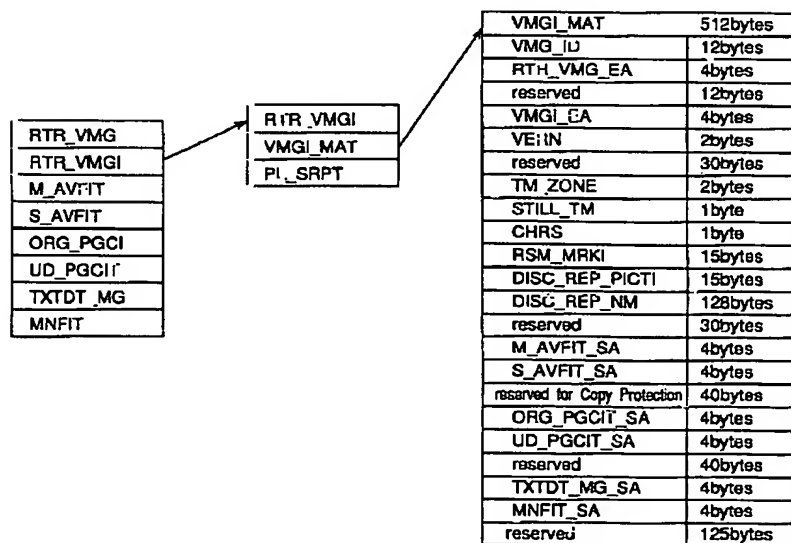 RTR_VMG
RTR_VMGI
M_AVFIT
S_AVFIT
ORG_PGCI
UD_PGCIT
TXTDT_MG
MNFIT
RTR_VMGI
VMGI_MAT
PL_SRPT
VMGI_MAT 512bytes
VMG_ID 12bytes
RTR_VMG_EA 4bytes
reserved 12bytes
VMGI_EA 4bytes
VERN 2bytes
reserved 30bytes
TM_ZONE 2bytes
STILL_TM 1byte
CHRS 1byte
RSM_MRKI 15bytes
DISC_REP_PICTI 15bytes
DISC_REP_NM 128bytes
reserved 30bytes
M_AVFIT_SA 4bytes
S_AVFIT_SA 4bytes
reserved for Copy Protection 40bytes
ORG_PGCIT_SA 4bytes
UD_PGCIT_SA 4bytes
reserved 40bytes
TXTDT_MG_SA 4bytes
MNFIT_SA 4bytes
reserved 125bytes